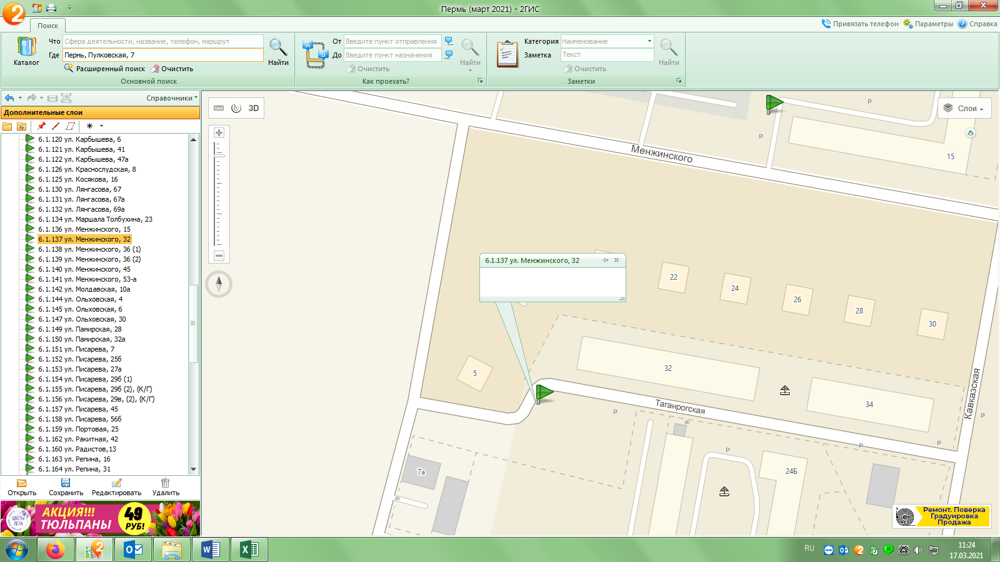 Пермь (март 2021) - 2ГИС
Поиск
Привязать телефон
Параметры
Справка
Каталог
Что
Сфера деятельности, название, телефон, маршрут
Где
Пермь, Пулковская, 7
Расширенный поиск
Очистить
Найти
Основной поиск
От
Введите пункт отправления
До
Введите пункт назначения
Очистить
Найти
Как проехать?
Категория
Наименование
Заметка
Текст
Очистить
Найти
Заметки
Справочники
Дополнительные слои
6.1.120 ул. Карбышева, 6
6.1.121 ул. Карбышева, 41
6.1.122 ул. Карбышева, 47а
6.1.126 ул. Краснослудская, 8
6.1.125 ул. Косякова, 16
6.1.130 ул. Лянгасова, 67
6.1.131 ул. Лянгасова, 67а
6.1.132 ул. Лянгасова, 69а
6.1.134 ул. Маршала Толбухина, 23
6.1.136 ул. Менжинского, 15
6.1.137 ул. Менжинского, 32
6.1.138 ул. Менжинского, 36 (1)
6.1.139 ул. Менжинского, 36 (2)
6.1.140 ул. Менжинского, 45
6.1.141 ул. Менжинского, 53-а
6.1.142 ул. Молдавская, 10а
6.1.144 ул. Ольховская, 4
6.1.145 ул. Ольховская, 6
6.1.147 ул. Ольховская, 30
6.1.149 ул. Памирская, 28
6.1.150 ул. Памирская, 32а
6.1.151 ул. Писарева, 7
6.1.152 ул. Писарева, 25б
6.1.153 ул. Писарева, 27а
6.1.154 ул. Писарева, 29б (1)
6.1.155 ул. Писарева, 29б (2), (К/Г)
6.1.156 ул. Писарева, 29в, (2), (К/Г)
6.1.157 ул. Писарева, 45
6.1.158 ул. Писарева, 56б
6.1.159 ул. Портовая, 25
6.1.162 ул. Ракитная, 42
6.1.160 ул. Радистов,13
6.1.163 ул. Репина, 16
6.1.164 ул. Репина, 31
Открыть
Сохранить
Редактировать
Удалить
ЦВЕТЫ ЛЕТА
АКЦИЯ!!!
ТЮЛЬПАНЫ
49
РУБ!
3D
Слои
Менжинского
P
P
15
6.1.137 ул. Менжинского, 32
22
24
26
28
30
5
32
34
Таганрогская
Кавказская
P
P
P
P
P
7а
24Б
Ремонт. Поверка
Градуировка
Продажа
RU
11:24
17.03.2021